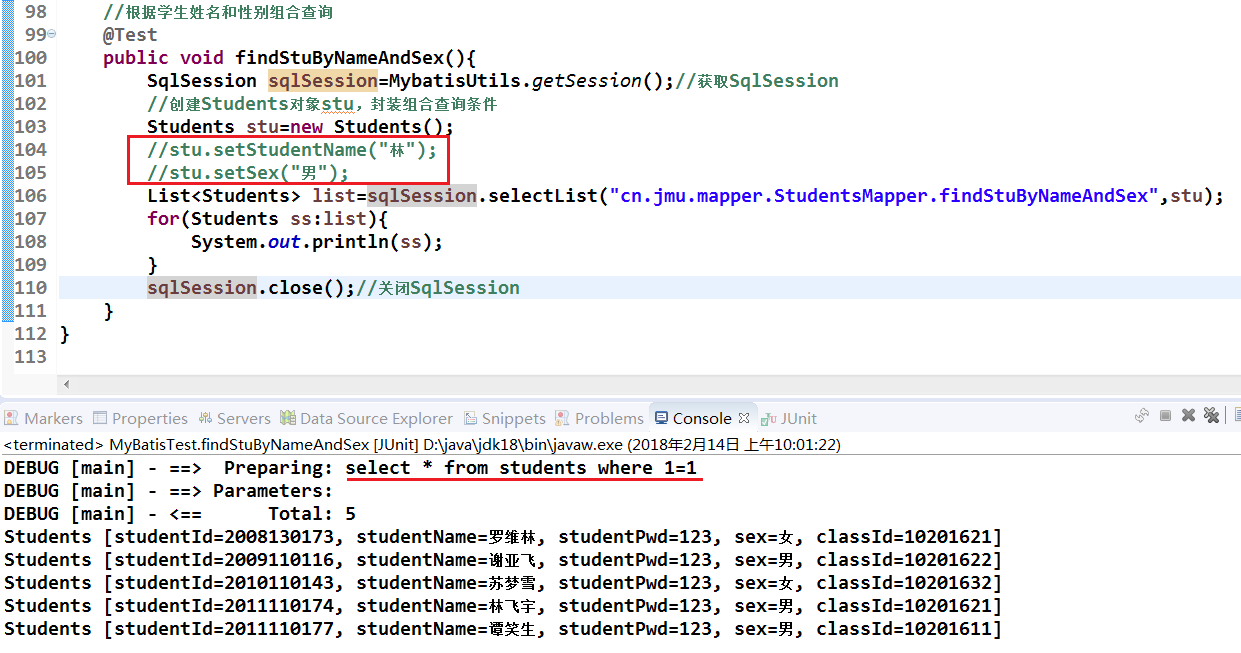 98 //根据学生姓名和性别组合查询
99 @Test
100 public void findStuByNameAndSex(){
101 SqlSession sqlSession=MybatisUtils.getSession();//获取SqlSession
102 //创建Students对象stu，封装组合查询条件
103 Students stu=new Students();
104 //stu.setStudentName("林");
105 //stu.setSex("男");
106 List<Students> list=sqlSession.selectList("cn.jmu.mapper.StudentsMapper.findStuByNameAndSex",stu);
107 for(Students ss:list){
108 System.out.println(ss);
109 }
110 sqlSession.close();//关闭SqlSession
111 }
112 }
113
Markers Properties Servers Data Source Explorer Snippets Problems Console JUnit
<terminated> MyBatisTest.findStuByNameAndSex [JUnit] D:\java\jdk18\bin\javaw.exe (2018年2月14日 上午10:01:22)
DEBUG [main] - ==>  Preparing: select * from students where 1=1
DEBUG [main] - ==> Parameters:
DEBUG [main] - <==      Total: 5
Students [studentId=2008130173, studentName=罗维林, studentPwd=123, sex=女, classId=10201621]
Students [studentId=2009110116, studentName=谢亚飞, studentPwd=123, sex=男, classId=10201622]
Students [studentId=2010110143, studentName=苏梦雪, studentPwd=123, sex=女, classId=10201632]
Students [studentId=2011110174, studentName=林飞宇, studentPwd=123, sex=男, classId=10201621]
Students [studentId=2011110177, studentName=谭笑生, studentPwd=123, sex=男, classId=10201611]